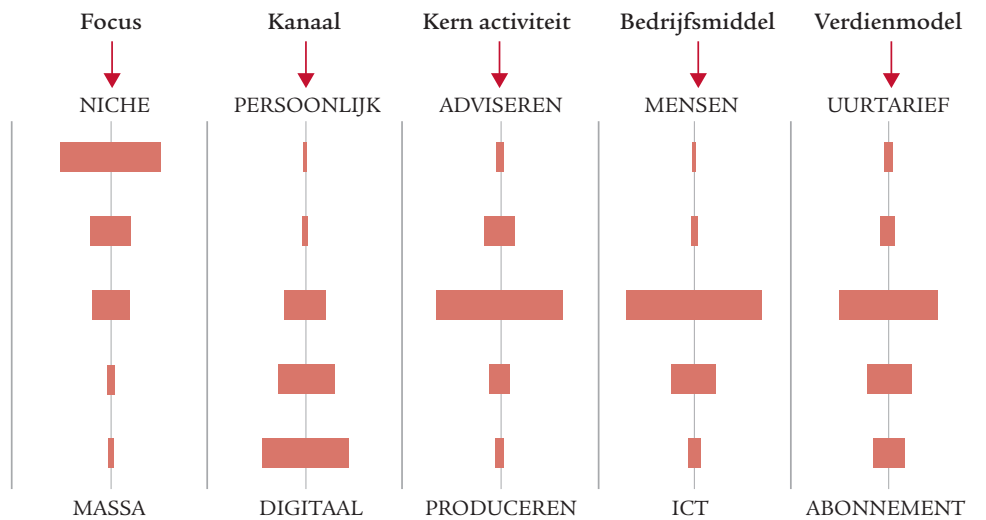 Focus
Kanaal
Kern activiteit
Bedrijfsmiddel
Verdienmodel
NICHE
PERSOONLIJK
ADVISEREN
MENSEN
UURTARIEF
MASSA
DIGITAAL
PRODUCEREN
ICT
ABONNEMENT